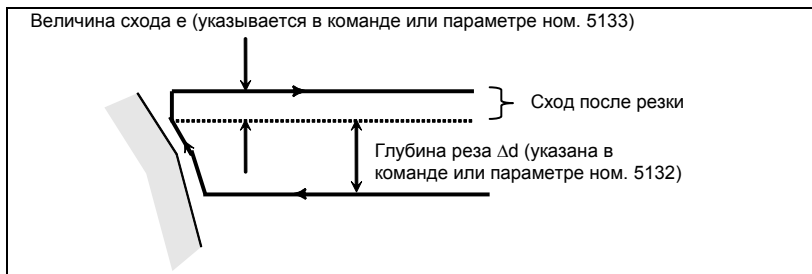 Величина схода e (указывается в команде или параметре ном. 5133)
Сход после резки
Глубина реза Δd (указана в
команде или параметре ном. 5132)